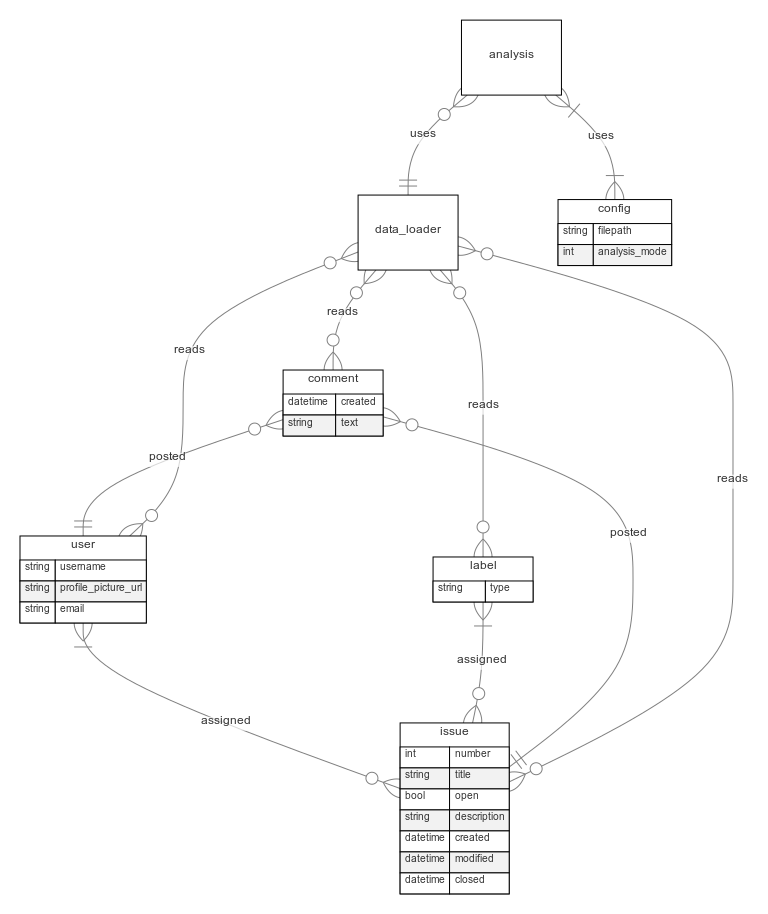 analysis
uses
uses
data_loader
config
string filepath
int analysis_mode
reads
reads
comment
datetime created
string text
reads
posted
reads
posted
user
string username
string profile_picture_url
string email
label
string type
assigned
assigned
issue
int number
string title
bool open
string description
datetime created
datetime modified
datetime closed